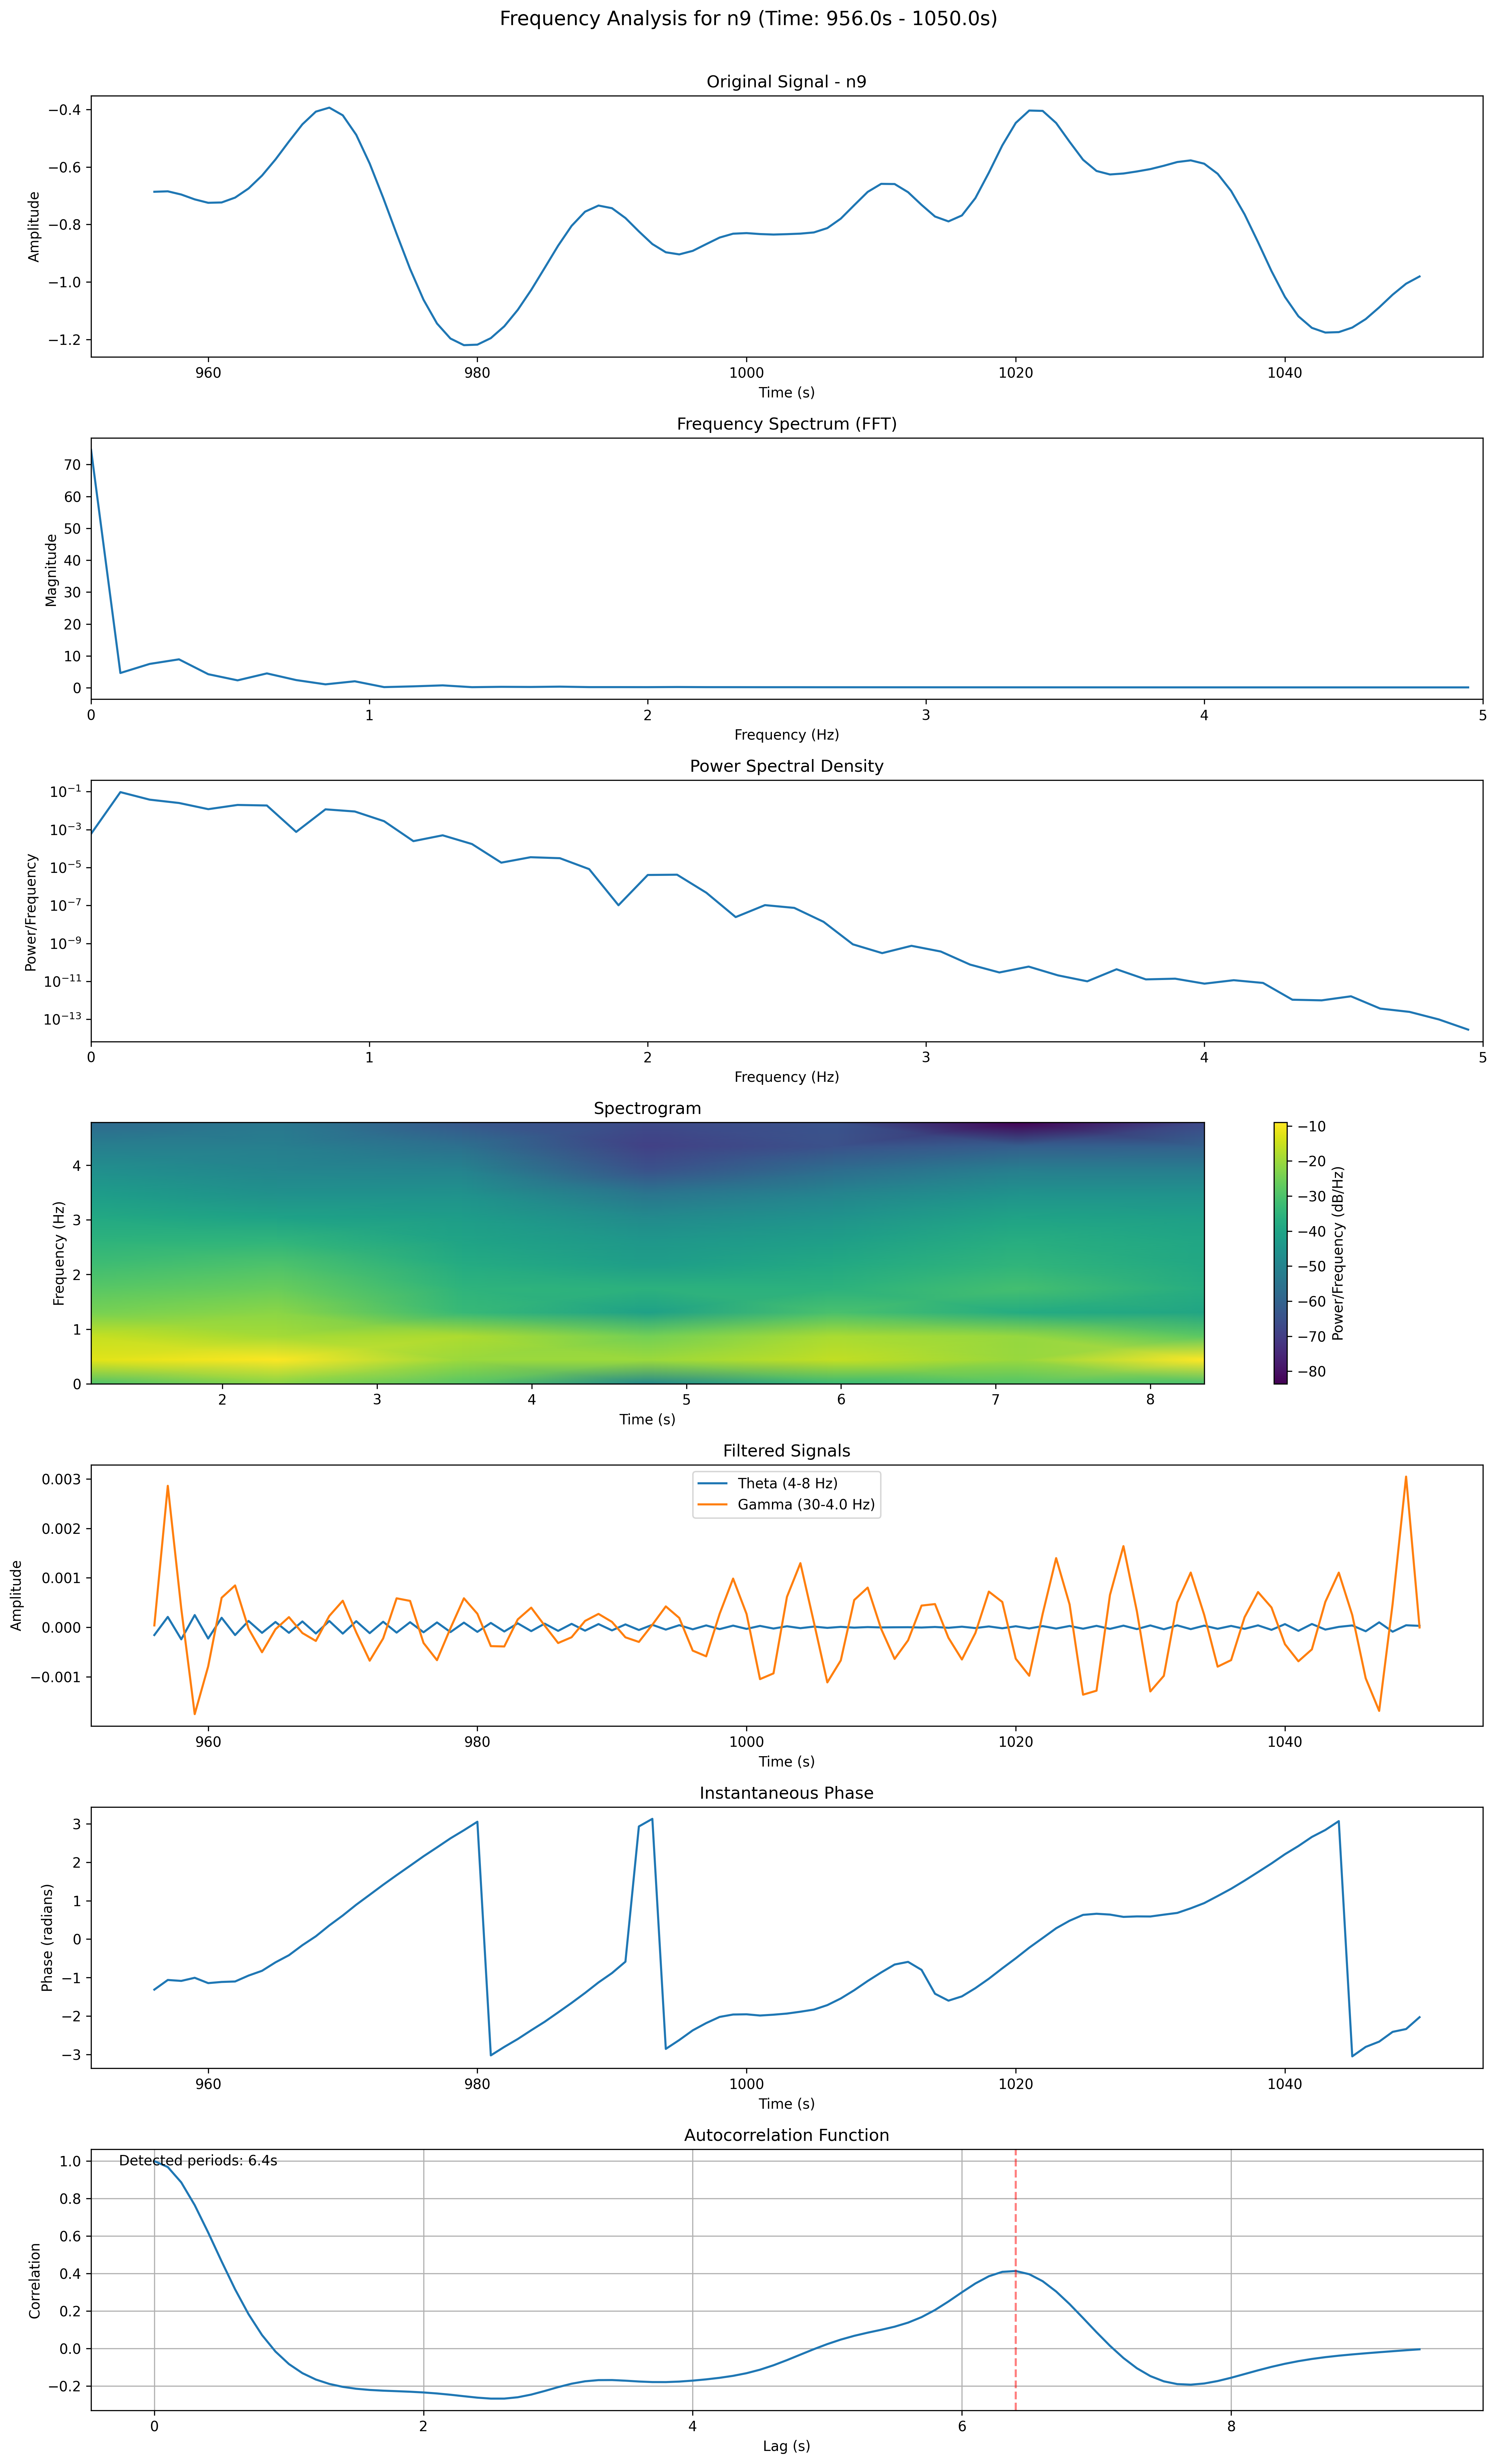 Frequency Analysis for n9 (Time: 956.0s - 1050.0s)
Original Signal - n9
Amplitude
−0.4
−0.6
−0.8
−1.0
−1.2
960 980 1000 1020 1040
Time (s)
Frequency Spectrum (FFT)
Magnitude
70
60
50
40
30
20
10
0
0 1 2 3 4 5
Frequency (Hz)
Power Spectral Density
Power/Frequency
10⁻¹
10⁻³
10⁻⁵
10⁻⁷
10⁻⁹
10⁻¹¹
10⁻¹³
0 1 2 3 4 5
Frequency (Hz)
Spectrogram
Frequency (Hz)
4
3
2
1
0
2 3 4 5 6 7 8
Time (s)
−10
−20
−30
−40
−50
−60
−70
−80
Power/Frequency (dB/Hz)
Filtered Signals
Theta (4-8 Hz)
Gamma (30-4.0 Hz)
Amplitude
0.003
0.002
0.001
0.000
−0.001
960 980 1000 1020 1040
Time (s)
Instantaneous Phase
Phase (radians)
3
2
1
0
−1
−2
−3
960 980 1000 1020 1040
Time (s)
Autocorrelation Function
Detected periods: 6.4s
Correlation
1.0
0.8
0.6
0.4
0.2
0.0
−0.2
0 2 4 6 8
Lag (s)